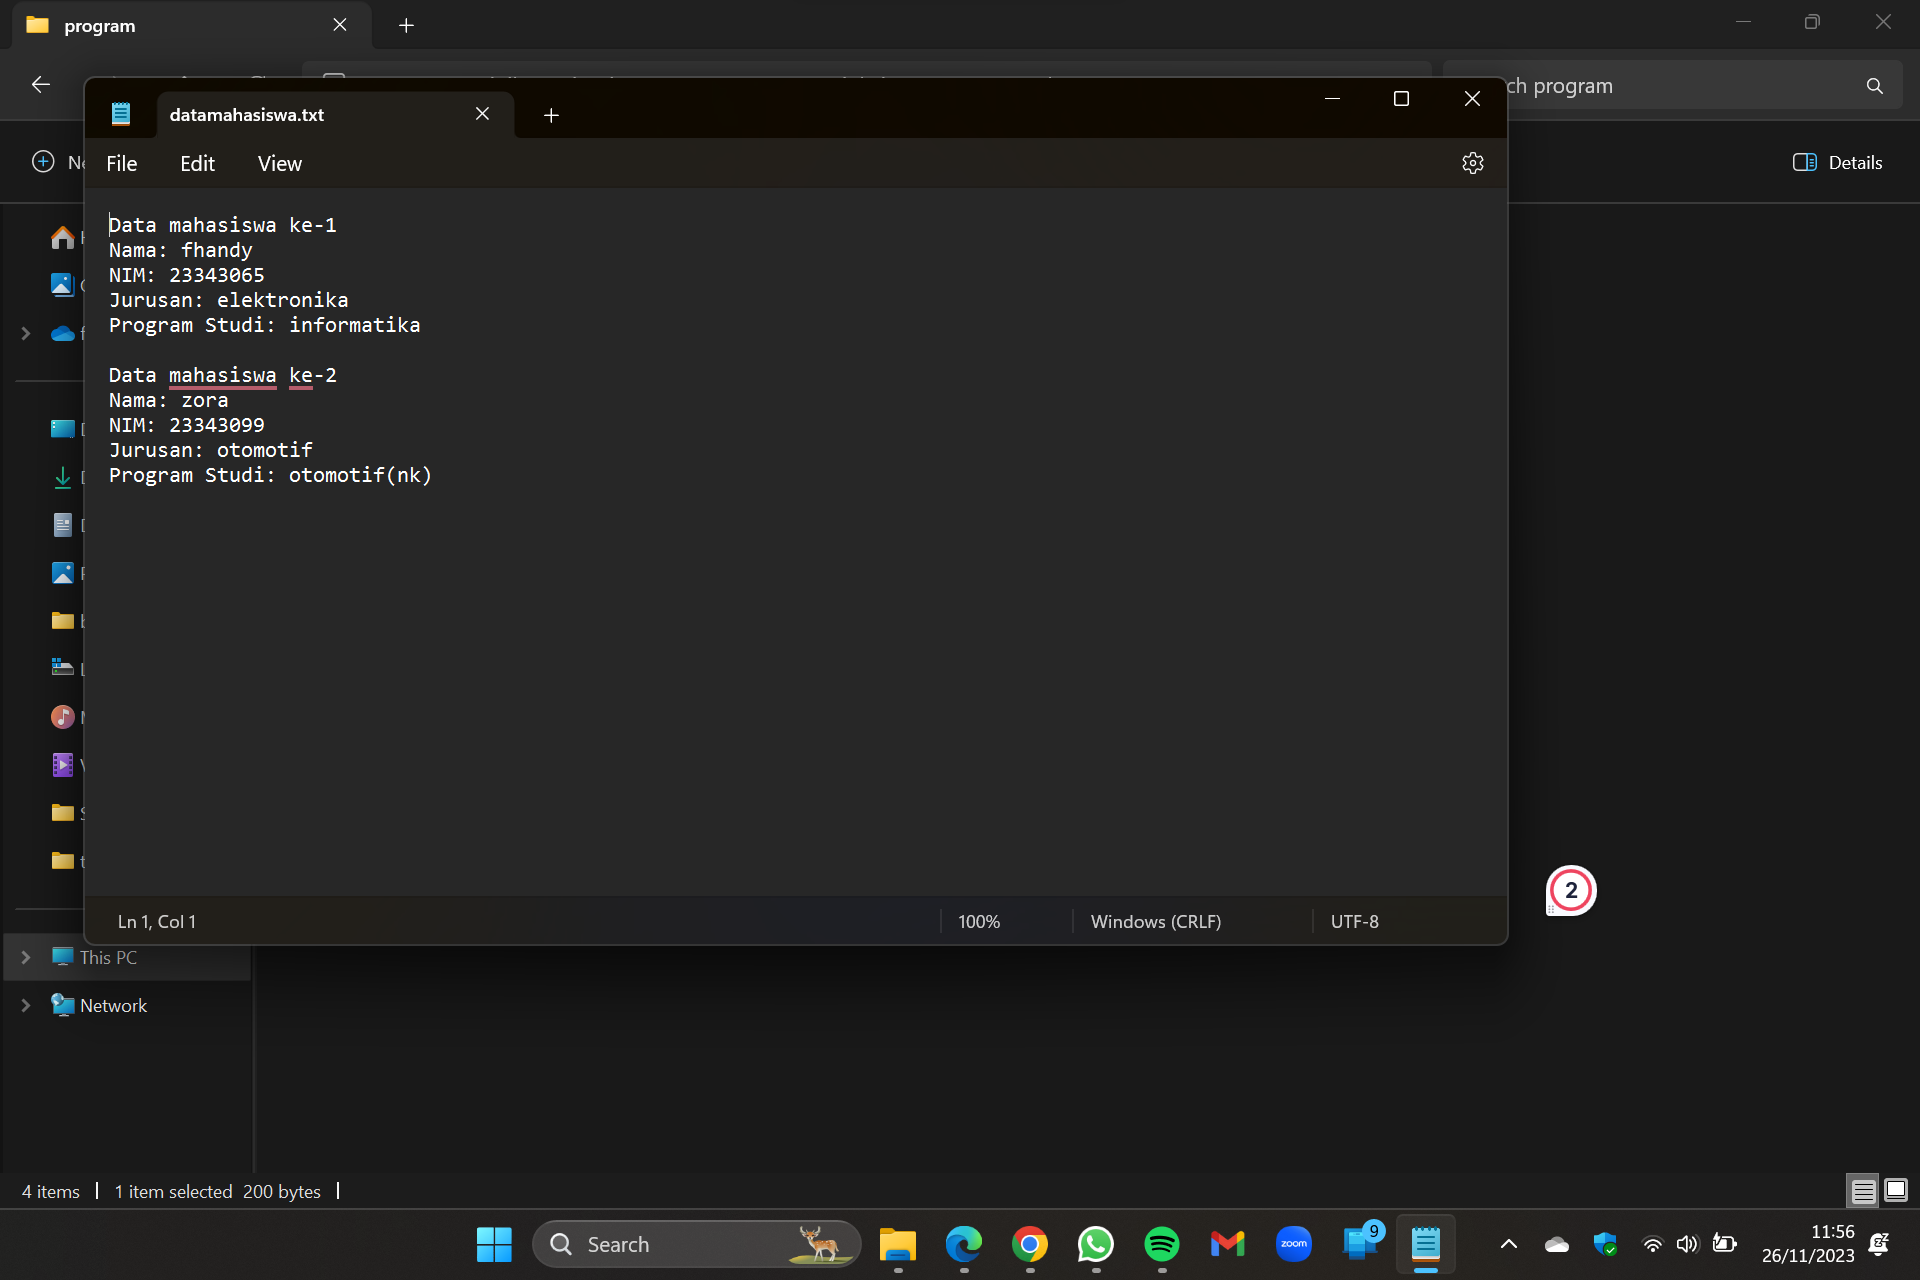 program
ch program
datamahasiswa.txt
File Edit View
Details
Data mahasiswa ke-1
Nama: fhandy
NIM: 23343065
Jurusan: elektronika
Program Studi: informatika
Data mahasiswa ke-2
Nama: zora
NIM: 23343099
Jurusan: otomotif
Program Studi: otomotif(nk)
2
Ln 1, Col 1 100% Windows (CRLF) UTF-8
This PC
Network
4 items 1 item selected 200 bytes
Search
zoom
9
11:56
26/11/2023